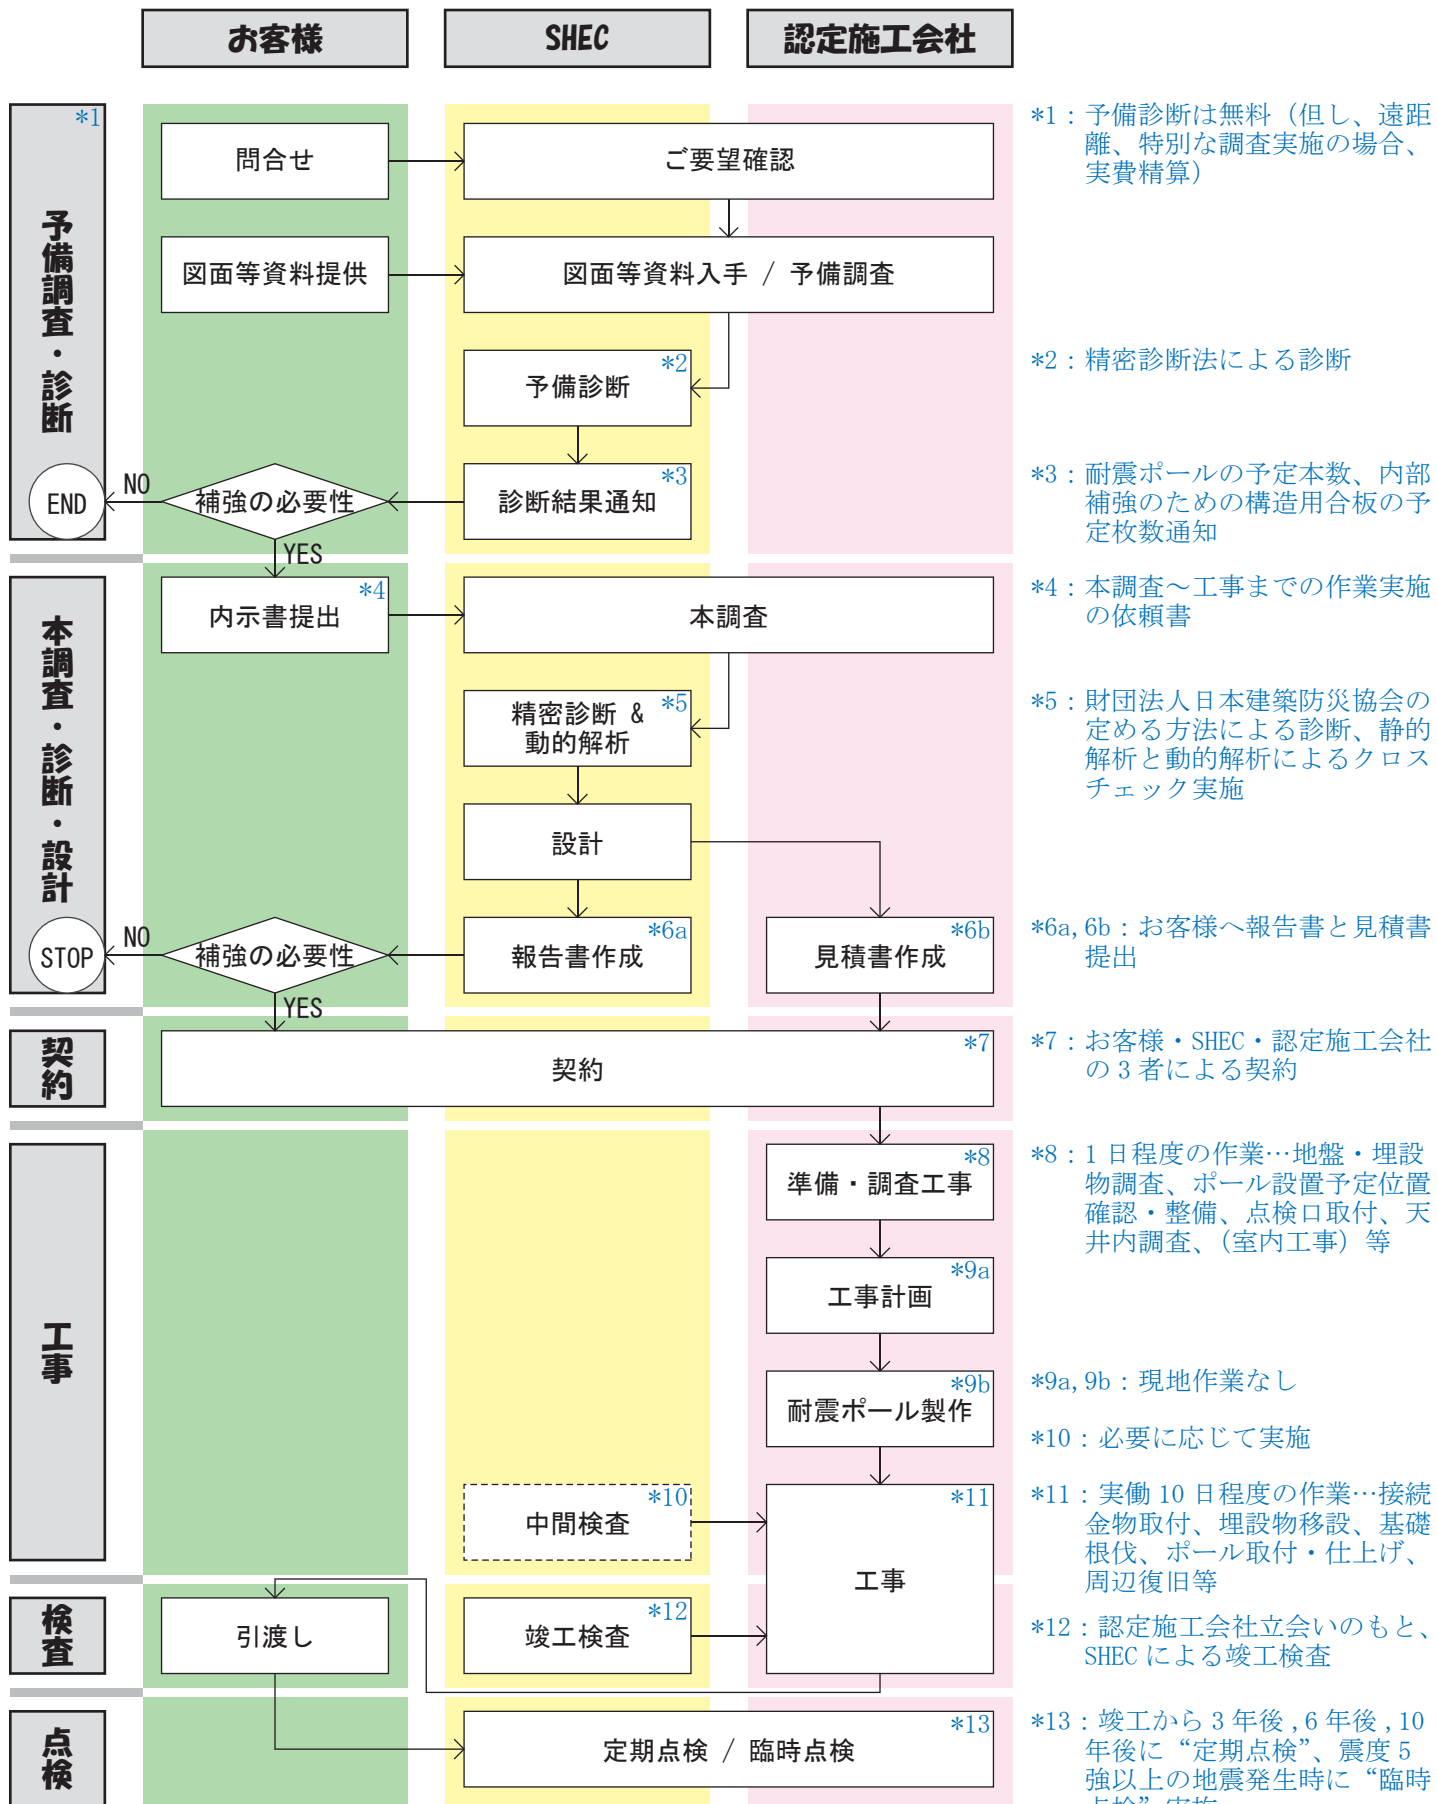 お客様
SHEC
認定施工会社
*1
予備調査・診断
問合せ
ご要望確認
*1：予備診断は無料（但し、遠距
離、特別な調査実施の場合、
実費精算）
図面等資料提供
図面等資料入手 / 予備調査
*2
予備診断
*2：精密診断法による診断
END
NO
補強の必要性
*3
診断結果通知
*3：耐震ポールの予定本数、内部
補強のための構造用合板の予
定枚数通知
YES
本調査・診断・設計
*4
内示書提出
本調査
*4：本調査～工事までの作業実施
の依頼書
*5
精密診断 &
動的解析
*5：財団法人日本建築防災協会の
定める方法による診断、静的
解析と動的解析によるクロス
チェック実施
設計
STOP
NO
補強の必要性
*6a
報告書作成
*6b
見積書作成
*6a,6b：お客様へ報告書と見積書
提出
YES
契約
*7
契約
*7：お客様・SHEC・認定施工会社
の3者による契約
工事
*8
準備・調査工事
*8：1日程度の作業…地盤・埋設
物調査、ポール設置予定位置
確認・整備、点検口取付、天
井内調査、（室内工事）等
*9a
工事計画
*9b
耐震ポール製作
*9a,9b：現地作業なし
*10：必要に応じて実施
*10
中間検査
*11
工事
*11：実働10日程度の作業…接続
金物取付、埋設物移設、基礎
根伐、ポール取付・仕上げ、
周辺復旧等
検査
引渡し
*12
竣工検査
*12：認定施工会社立会いのもと、
SHECによる竣工検査
点検
*13
定期点検 / 臨時点検
*13：竣工から3年後,6年後,10
年後に“定期点検”、震度5
強以上の地震発生時に“臨時